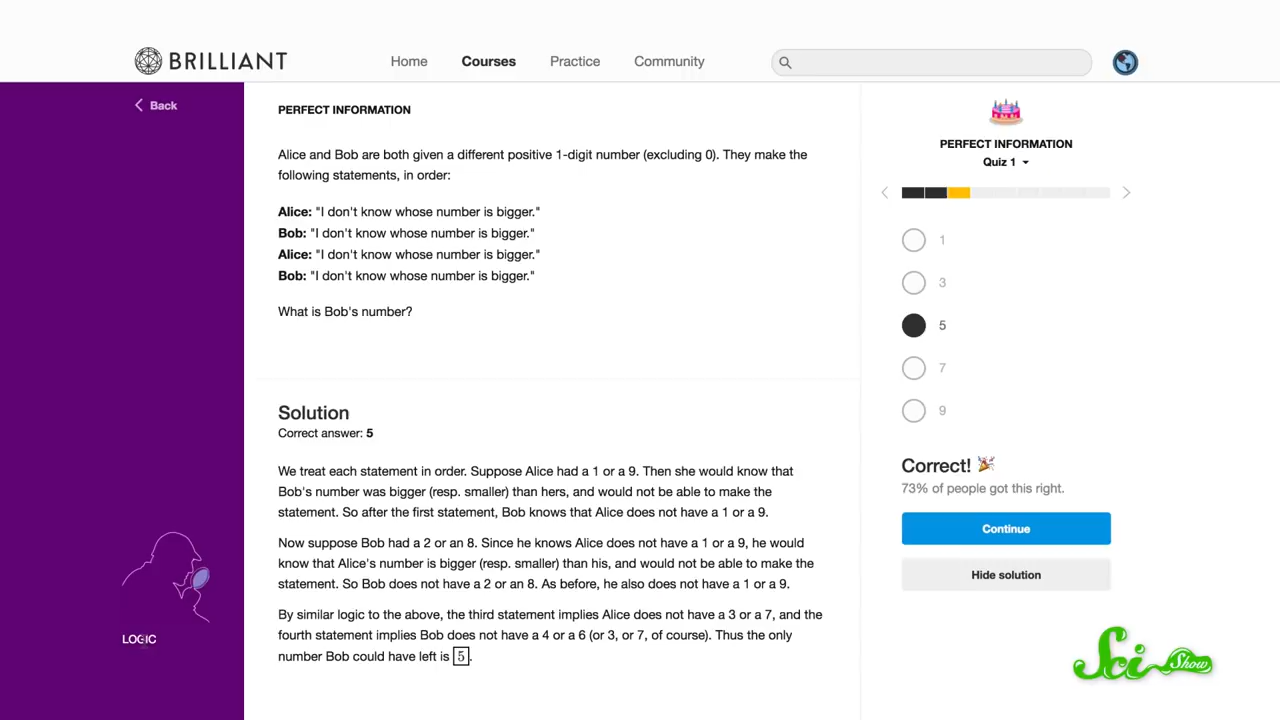 BRILLIANT
Home Courses Practice Community
Back
PERFECT INFORMATION
Alice and Bob are both given a different positive 1-digit number (excluding 0). They make the
following statements, in order:
Alice: "I don't know whose number is bigger."
Bob: "I don't know whose number is bigger."
Alice: "I don't know whose number is bigger."
Bob: "I don't know whose number is bigger."
What is Bob's number?
Solution
Correct answer: 5
We treat each statement in order. Suppose Alice had a 1 or a 9. Then she would know that
Bob's number was bigger (resp. smaller) than hers, and would not be able to make the
statement. So after the first statement, Bob knows that Alice does not have a 1 or a 9.
Now suppose Bob had a 2 or an 8. Since he knows Alice does not have a 1 or a 9, he would
know that Alice's number is bigger (resp. smaller) than his, and would not be able to make the
statement. So Bob does not have a 2 or an 8. As before, he also does not have a 1 or a 9.
By similar logic to the above, the third statement implies Alice does not have a 3 or a 7, and the
fourth statement implies Bob does not have a 4 or a 6 (or 3, or 7, of course). Thus the only
number Bob could have left is 5.
LOGIC
PERFECT INFORMATION
Quiz 1
1
3
5
7
9
Correct!
73% of people got this right.
Continue
Hide solution
Sci Show